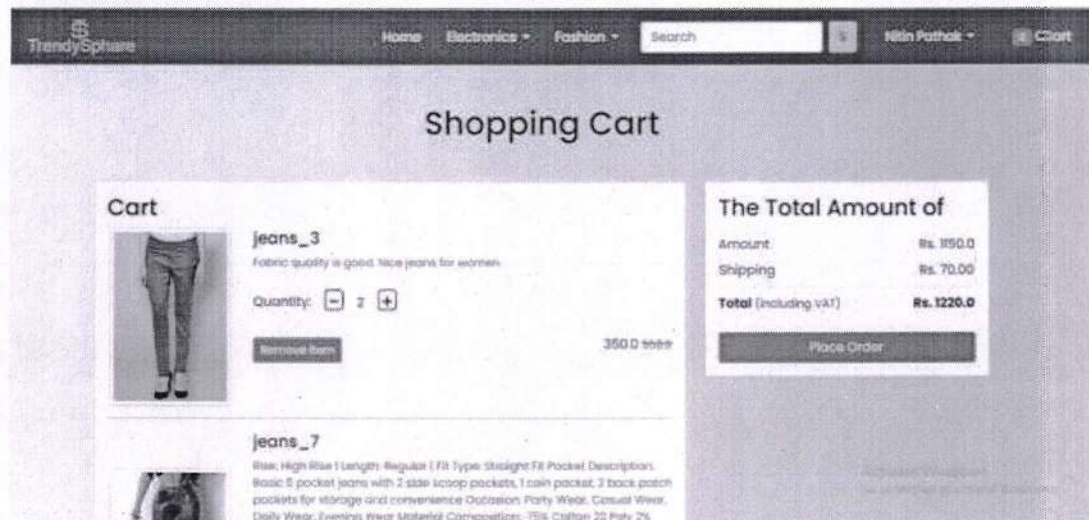 TrendySphare
Home Electronics Fashion Search Nitin Pathak
Shopping Cart
Cart
jeans_3
Fabric quality is good. Nice jeans for women
Quantity: - 2 +
Remove Item
350.0
jeans_7
Rise: High Rise | Length: Regular | Fit Type: Straight Fit Pocket Description:
Basic 5 pocket jeans with 2 side scoop pockets, 1 coin pocket, 2 back patch
pockets for storage and convenience Occasion: Party Wear, Casual Wear,
Daily Wear, Evening Wear Material Composition:
The Total Amount of
Amount Rs. 1150.0
Shipping Rs. 70.00
Total (including VAT) Rs. 1220.0
Place Order